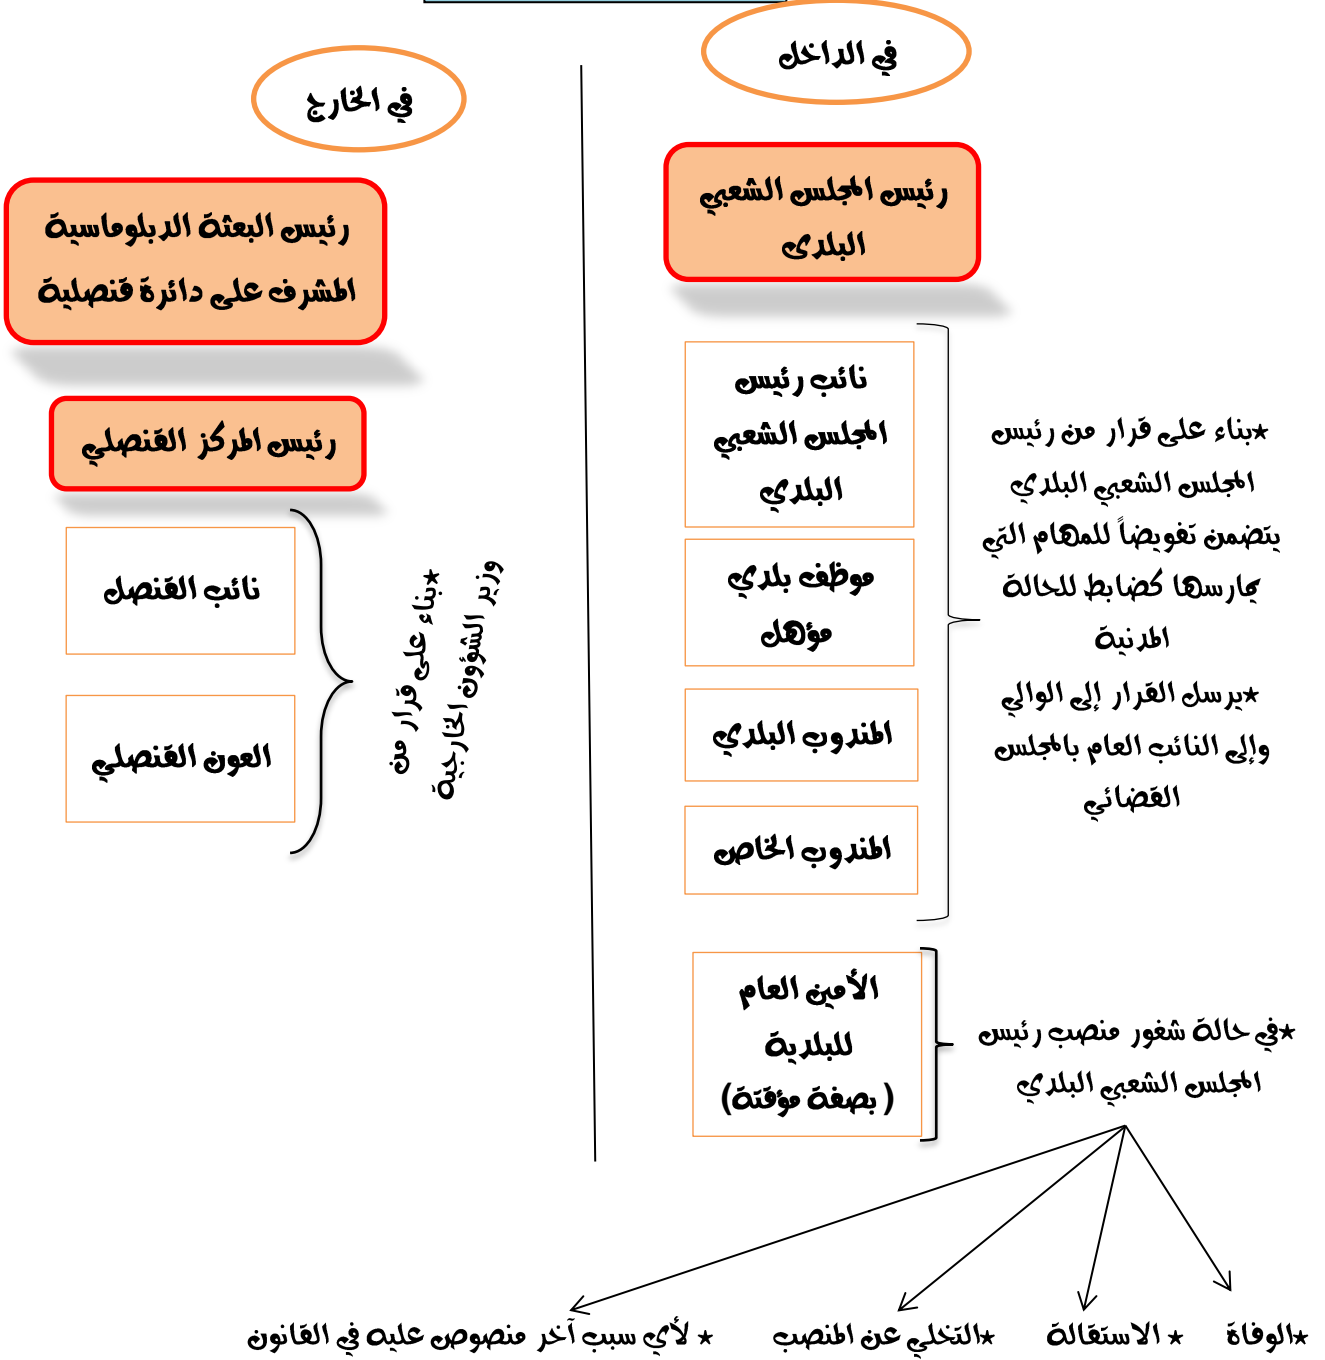 في الداخل
رئيس المجلس الشعبي
البلدى
نائب رئيس
المجلس الشعبي
البلدي
موظف بلدي
مؤهل
المندوب البلدي
المندوب الخاص
*بناء على قرار من رئيس
المجلس الشعبي البلدي
يتضمن تفويضاً للمهام التي
يمارسها كضابط للحالة
المدنية
*يرسل القرار إلى الوالي
وإلى النائب العام بالمجلس
القضائي
الأمين العام
للبلدية
(بصفة مؤقتة)
*في حالة شغور منصب رئيس
المجلس الشعبي البلدي
*الوفاة
* الاستقالة
*التخلي عن المنصب
* لأي سبب آخر منصوص عليه في القانون
في الخارج
رئيس البعثة الدبلوماسية
المشرف على دائرة قنصلية
رئيس المركز القنصلي
نائب القنصل
العون القنصلي
*بناء على قرار من
وزير الشؤون الخارجية